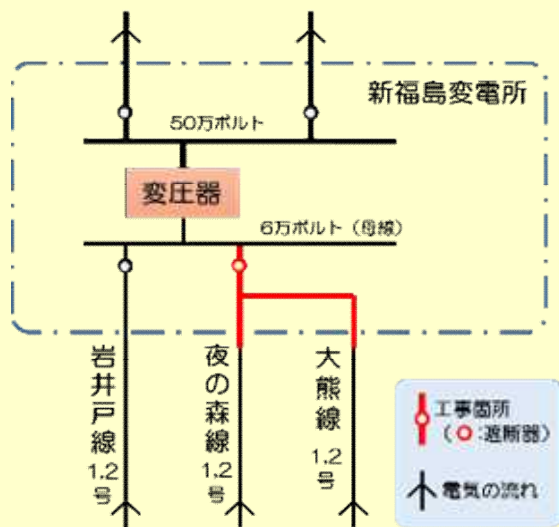 新福島変電所
50万ボルト
変圧器
6万ボルト（母線）
岩井戸線
1,2
号
夜の森線
1,2
号
大熊線
1,2
号
工事箇所
（○:遮断器）
電気の流れ